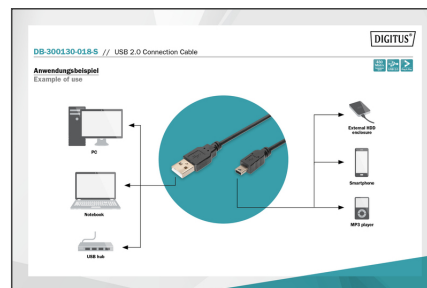 DIGITUS®
DB-300130-018-S // USB 2.0 Connection Cable
Anwendungsbeispiel
Example of use
PC
Notebook
USB hub
External HDD
enclosure
Smartphone
MP3 player